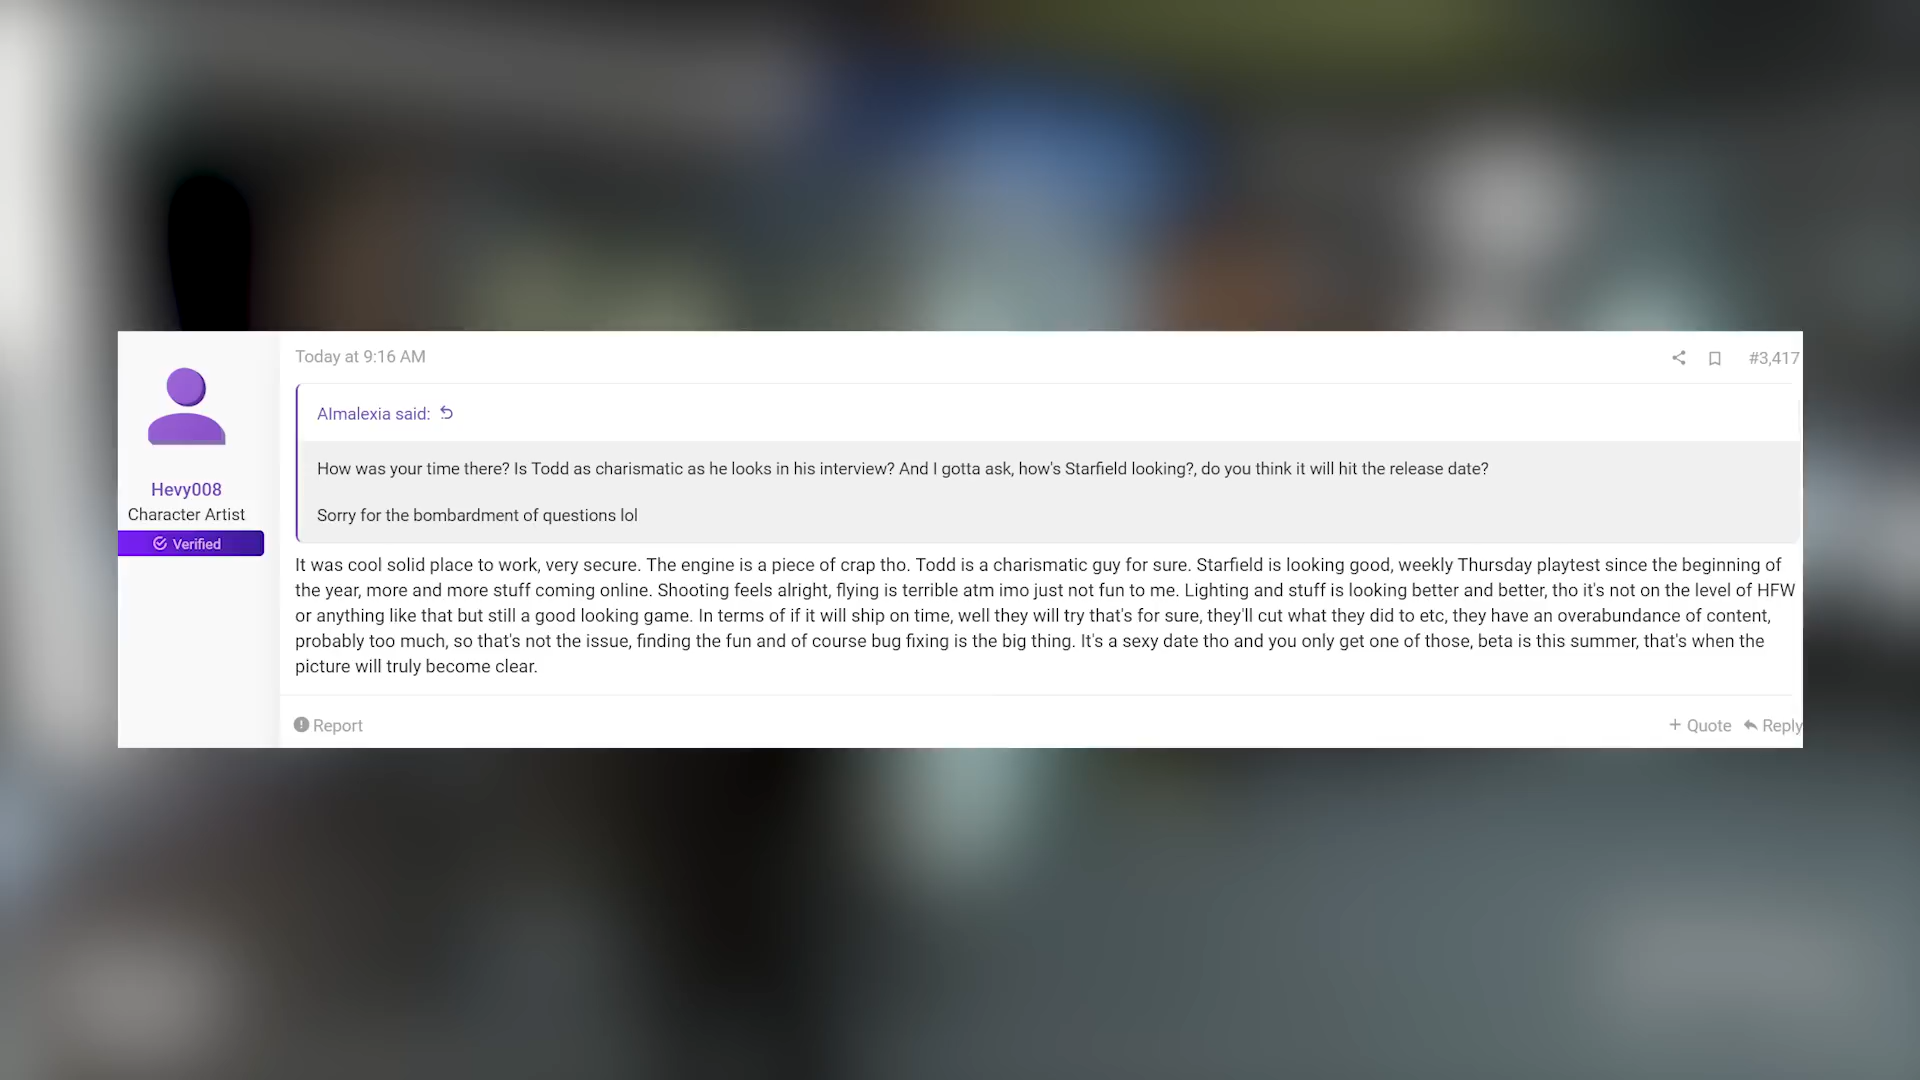 Today at 9:16 AM
#3,417
Almalexia said:
How was your time there? Is Todd as charismatic as he looks in his interview? And I gotta ask, how's Starfield looking?, do you think it will hit the release date?
Sorry for the bombardment of questions lol
Hevy008
Character Artist
Verified
It was cool solid place to work, very secure. The engine is a piece of crap tho. Todd is a charismatic guy for sure. Starfield is looking good, weekly Thursday playtest since the beginning of
the year, more and more stuff coming online. Shooting feels alright, flying is terrible atm imo just not fun to me. Lighting and stuff is looking better and better, tho it's not on the level of HFW
or anything like that but still a good looking game. In terms of if it will ship on time, well they will try that's for sure, they'll cut what they did to etc, they have an overabundance of content,
probably too much, so that's not the issue, finding the fun and of course bug fixing is the big thing. It's a sexy date tho and you only get one of those, beta is this summer, that's when the
picture will truly become clear.
Report
+ Quote
Reply